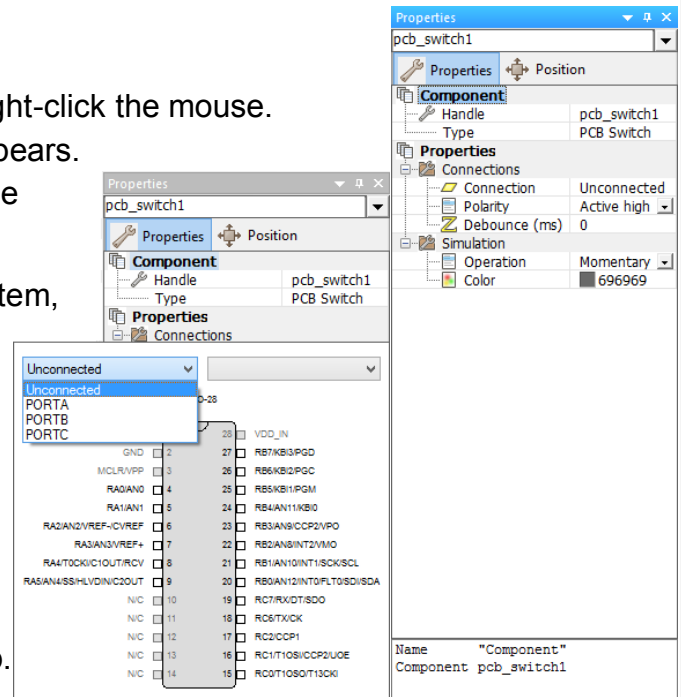 ght-click the mouse.
pears.
e
tem,
o.
Properties
pcb_switch1
Properties Position
Component
Handle pcb_switch1
Type PCB Switch
Properties
Connections
Unconnected
Unconnected
PORTA
PORTB
PORTC
O-28
28 VDD_IN
GND 2 27 RB7/KBI3/PGD
MCLR/VPP 3 26 RB6/KBI2/PGC
RA0/AN0 4 25 RB5/KBI1/PGM
RA1/AN1 5 24 RB4/AN11/KBI0
RA2/AN2/VREF-/CVREF 6 23 RB3/AN9/CCP2/VPO
RA3/AN3/VREF+ 7 22 RB2/AN8/INT2/VMO
RA4/T0CKI/C1OUT/RCV 8 21 RB1/AN10/INT1/SCK/SCL
RA5/AN4/SS/HLVDIN/C2OUT 9 20 RB0/AN12/INT0/FLT0/SDI/SDA
N/C 10 19 RC7/RX/DT/SDO
N/C 11 18 RC6/TX/CK
N/C 12 17 RC2/CCP1
N/C 13 16 RC1/T1OSI/CCP2/UOE
N/C 14 15 RC0/T1OSO/T13CKI
Properties
pcb_switch1
Properties Position
Component
Handle pcb_switch1
Type PCB Switch
Properties
Connections
Connection Unconnected
Polarity Active high
Debounce (ms) 0
Simulation
Operation Momentary
Color 696969
Name "Component"
Component pcb_switch1